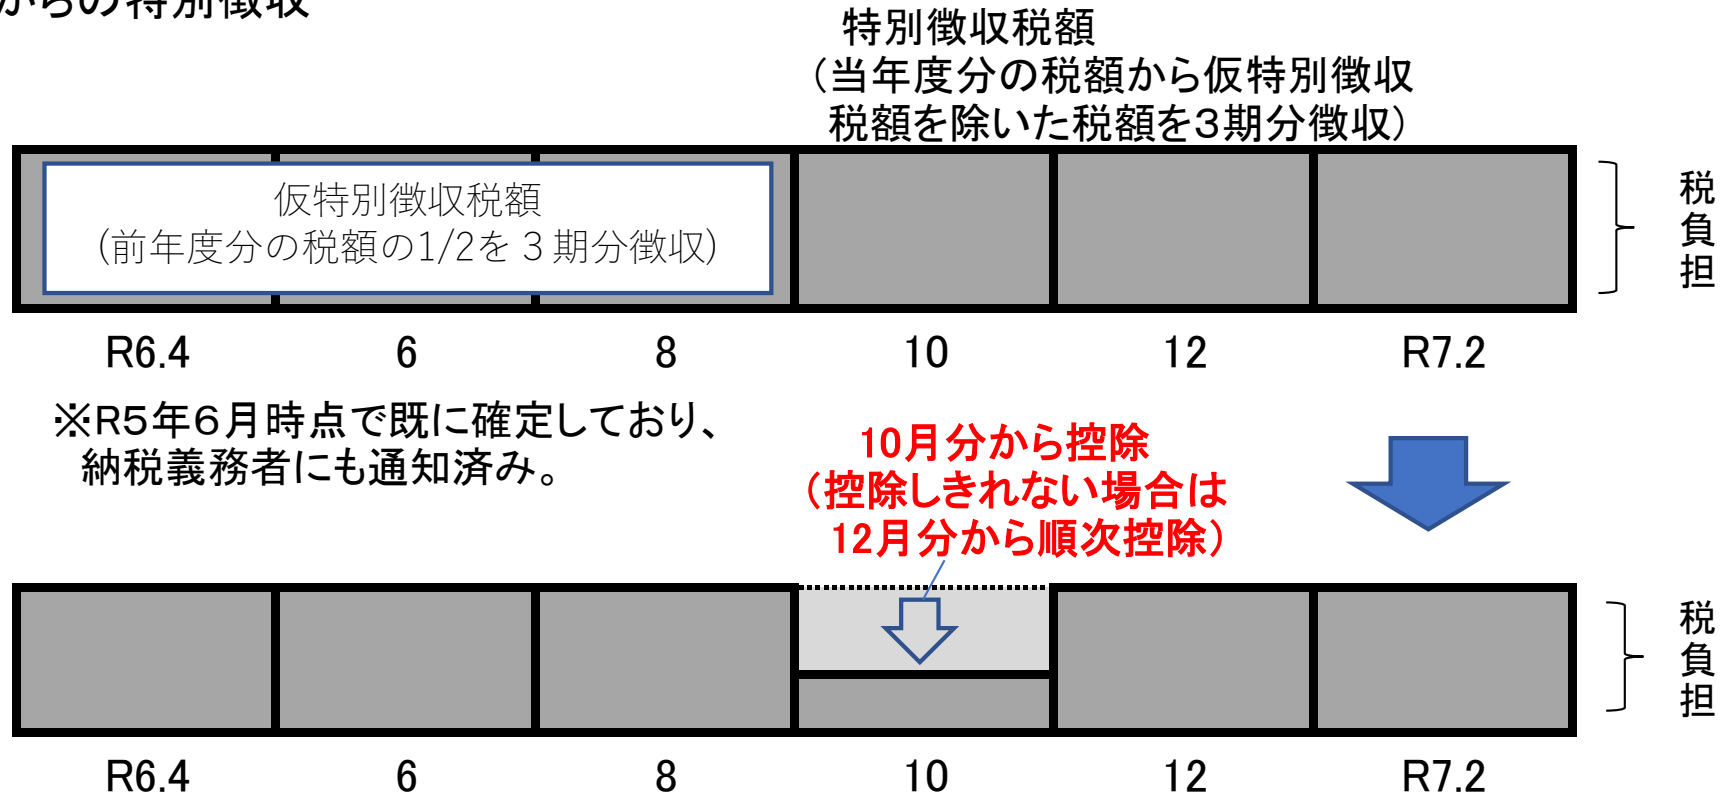 からの特別徴収
特別徴収税額
（当年度分の税額から仮特別徴収
税額を除いた税額を３期分徴収）
仮特別徴収税額
(前年度分の税額の1/2を３期分徴収)
税負担
R6.4 6 8 10 12 R7.2
※R５年６月時点で既に確定しており、
納税義務者にも通知済み。
10月分から控除
（控除しきれない場合は
12月分から順次控除）
税負担
R6.4 6 8 10 12 R7.2